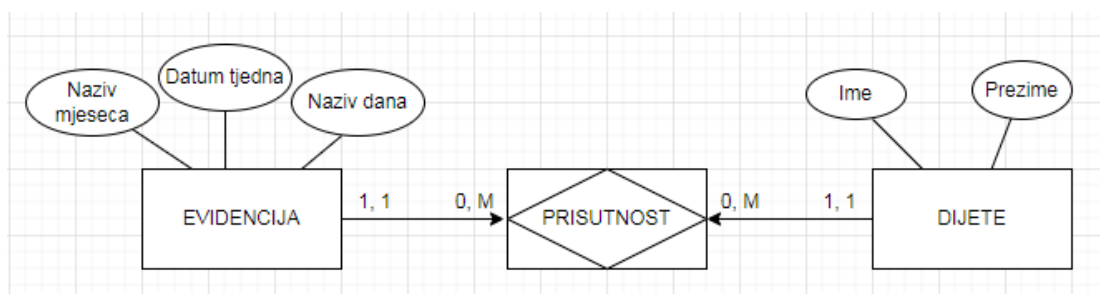 Naziv
mjeseca
Datum tjedna
Naziv dana
Ime
Prezime
EVIDENCIJA
1, 1
0, M
PRISUTNOST
0, M
1, 1
DIJETE